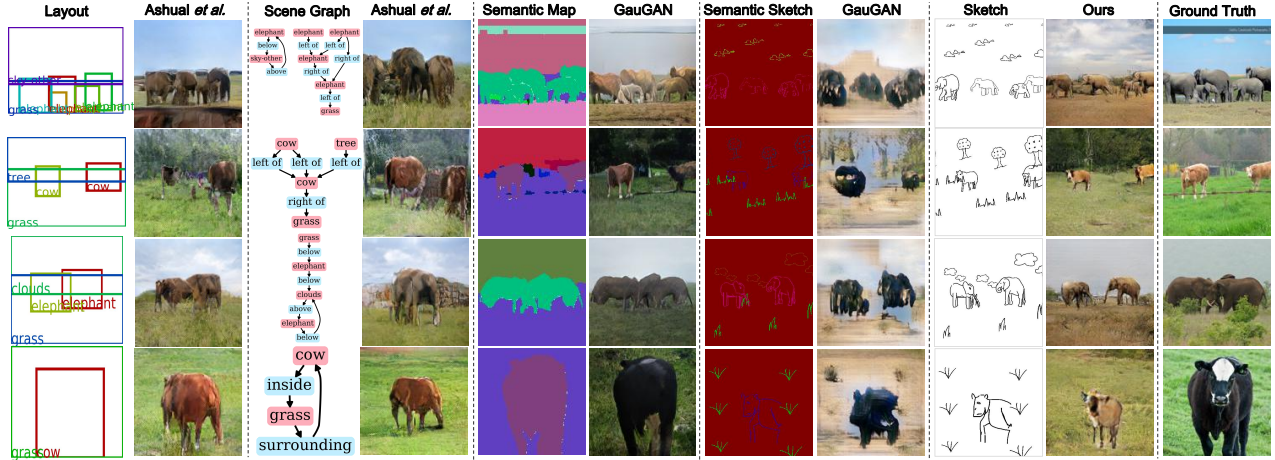 Layout
Ashual et al.
Scene Graph
Ashual et al.
Semantic Map
GauGAN
Semantic Sketch
GauGAN
Sketch
Ours
Ground Truth
sky-other
grass
elephant
elephant
elephant elephant elephant
below left of left of
sky-other elephant right of
above right of
elephant
left of
grass
tree
cow
cow
grass
cow tree
left of left of left of
cow
right of
grass
clouds
elephant
elephant
grass
grass
below
elephant
below
clouds
above
elephant
below
grass
cow
inside
grass
surrounding